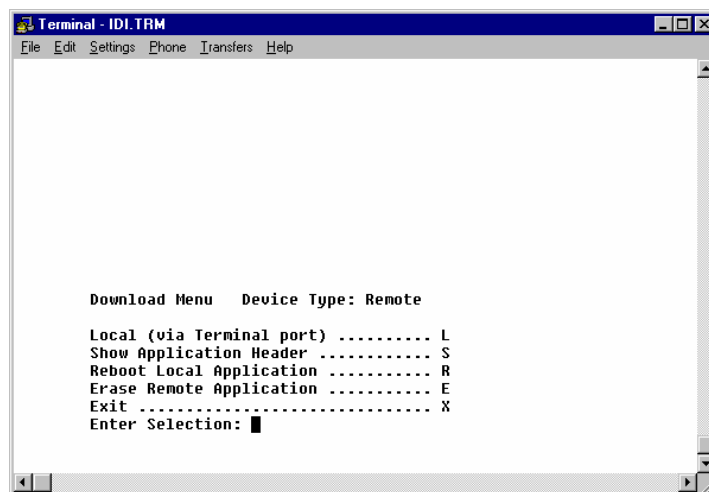 Terminal - IDI.TRM
File Edit Settings Phone Transfers Help
Download Menu   Device Type: Remote
Local (via Terminal port) .......... L
Show Application Header ............ S
Reboot Local Application ........... R
Erase Remote Application ........... E
Exit ............................... X
Enter Selection: